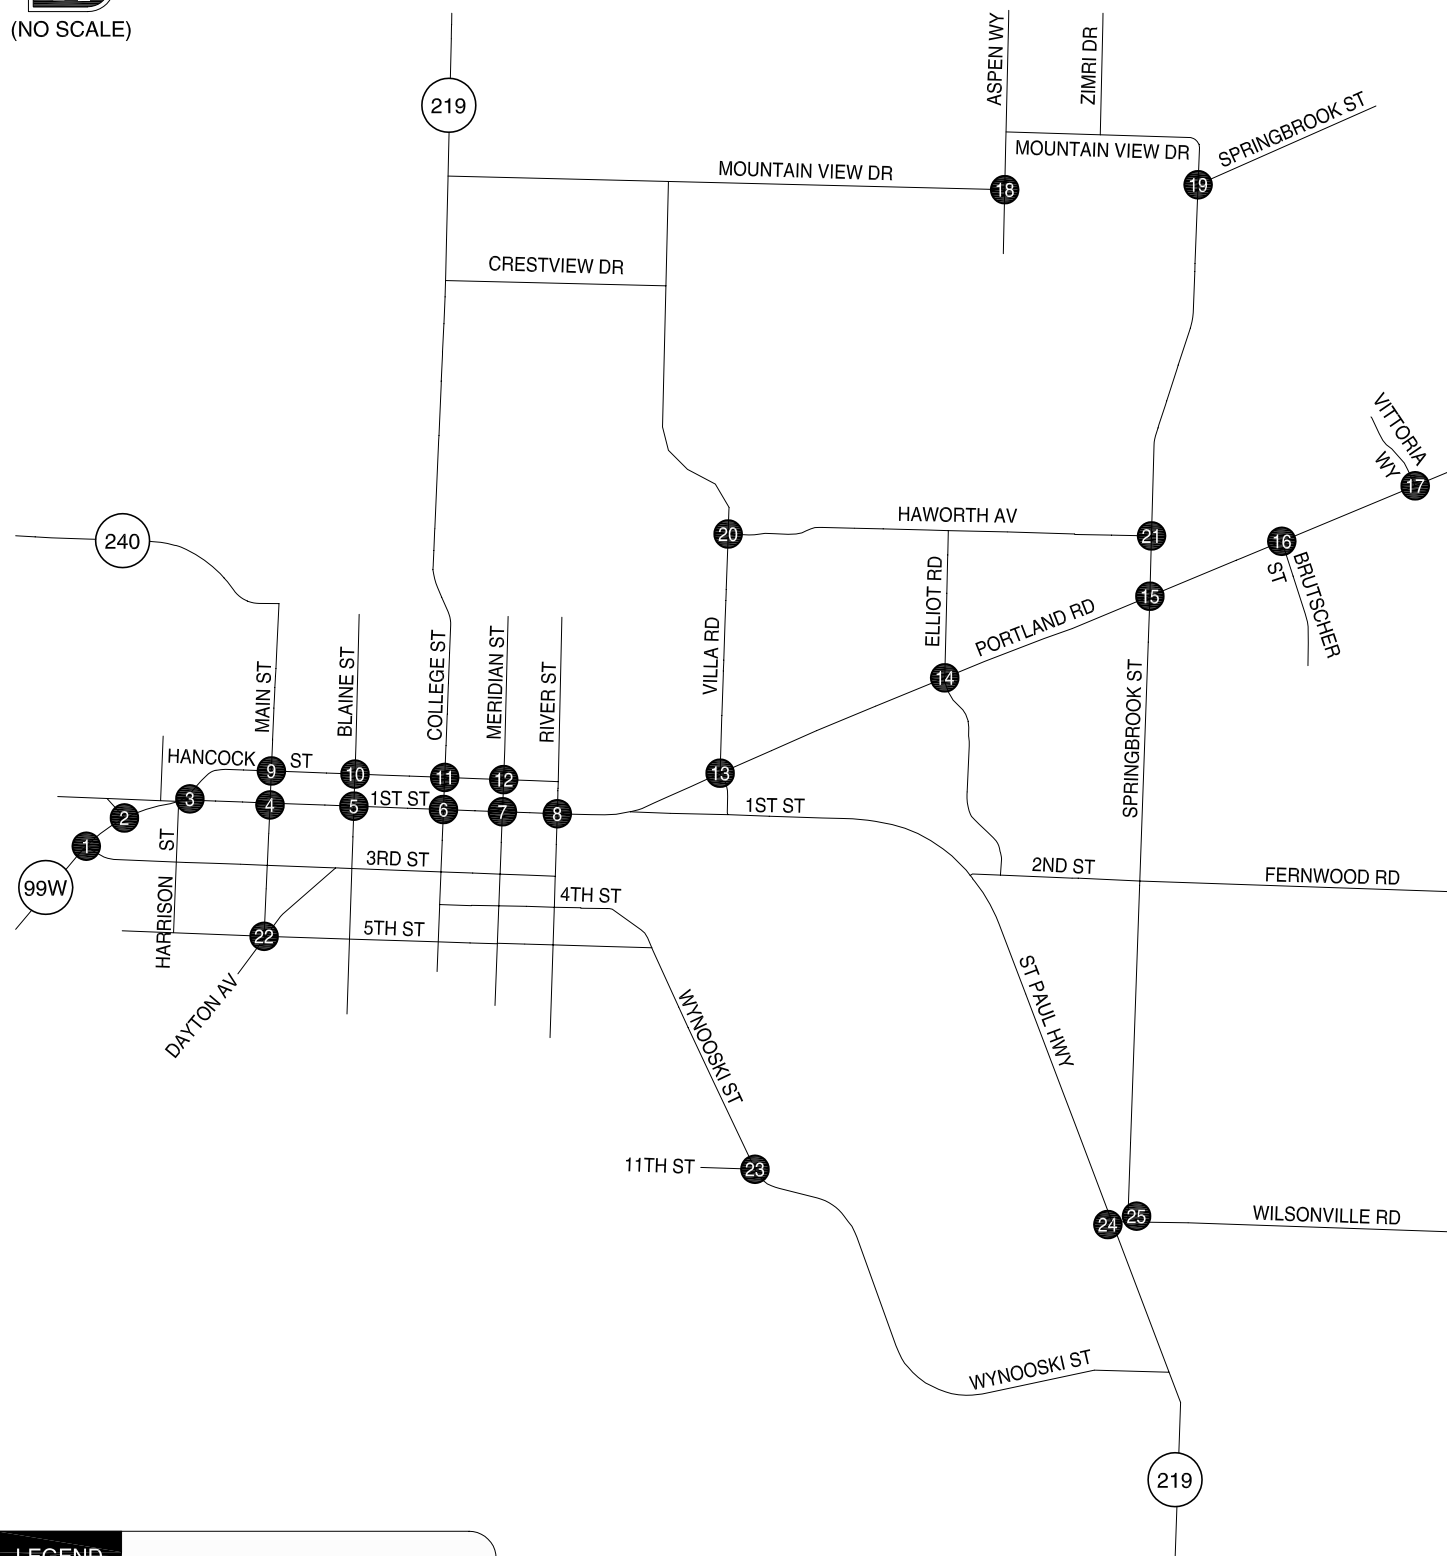 (NO SCALE)
ASPEN WY
ZIMRI DR
SPRINGBROOK ST
219
MOUNTAIN VIEW DR
MOUNTAIN VIEW DR
18
19
CRESTVIEW DR
VITTORIA
WY
17
HAWORTH AV
20
21
240
16
BRUTSCHER
ST
ELLIOT RD
15
PORTLAND RD
VILLA RD
MAIN ST
BLAINE ST
COLLEGE ST
MERIDIAN ST
RIVER ST
14
SPRINGBROOK ST
HANCOCK
ST
9
10
11
12
13
3
4
5
1ST ST
6
7
8
1ST ST
2
1
HARRISON
ST
3RD ST
2ND ST
FERNWOOD RD
99W
4TH ST
22
5TH ST
DAYTON AV
WYNOOSKI ST
ST PAUL HWY
11TH ST
23
24
25
WILSONVILLE RD
WYNOOSKI ST
219
LEGEND